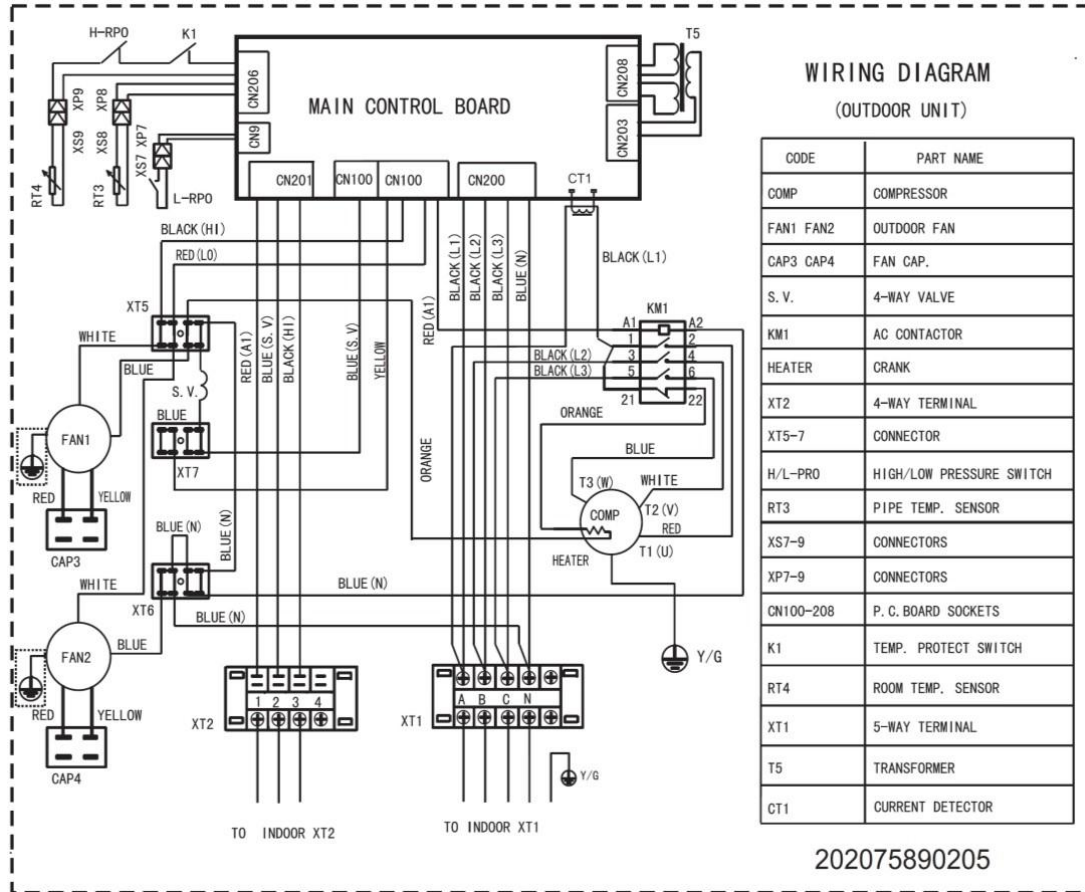 H-RPO
K1
T5
XP9
XP8
XS9
XS8
XP7
XS7
RT4
RT3
L-RPO
CN206
CN9
MAIN CONTROL BOARD
CN208
CN203
CN201
CN100
CN100
CN200
CT1
BLACK(HI)
RED(LO)
BLACK(L1)
BLACK(L2)
BLACK(L3)
BLUE(N)
BLACK(L1)
XT5
WHITE
BLUE
S.V.
BLUE
XT7
RED(A1)
BLUE(S.V)
BLACK(HI)
BLUE(S.V)
YELLOW
RED(A1)
ORANGE
KM1
A1
A2
1
2
3
4
5
6
21
22
BLACK(L2)
BLACK(L3)
ORANGE
BLUE
WHITE
RED
T3(W)
T2(V)
T1(U)
COMP
HEATER
Y/G
FAN1
RED
YELLOW
CAP3
BLUE(N)
BLUE(N)
WHITE
XT6
BLUE(N)
BLUE(N)
BLUE
FAN2
RED
YELLOW
CAP4
XT2
1 2 3 4
XT1
A B C N
Y/G
TO INDOOR XT2
TO INDOOR XT1
WIRING DIAGRAM
(OUTDOOR UNIT)
CODE PART NAME
COMP COMPRESSOR
FAN1 FAN2 OUTDOOR FAN
CAP3 CAP4 FAN CAP.
S.V. 4-WAY VALVE
KM1 AC CONTACTOR
HEATER CRANK
XT2 4-WAY TERMINAL
XT5-7 CONNECTOR
H/L-PRO HIGH/LOW PRESSURE SWITCH
RT3 PIPE TEMP. SENSOR
XS7-9 CONNECTORS
XP7-9 CONNECTORS
CN100-208 P.C.BOARD SOCKETS
K1 TEMP. PROTECT SWITCH
RT4 ROOM TEMP. SENSOR
XT1 5-WAY TERMINAL
T5 TRANSFORMER
CT1 CURRENT DETECTOR
202075890205